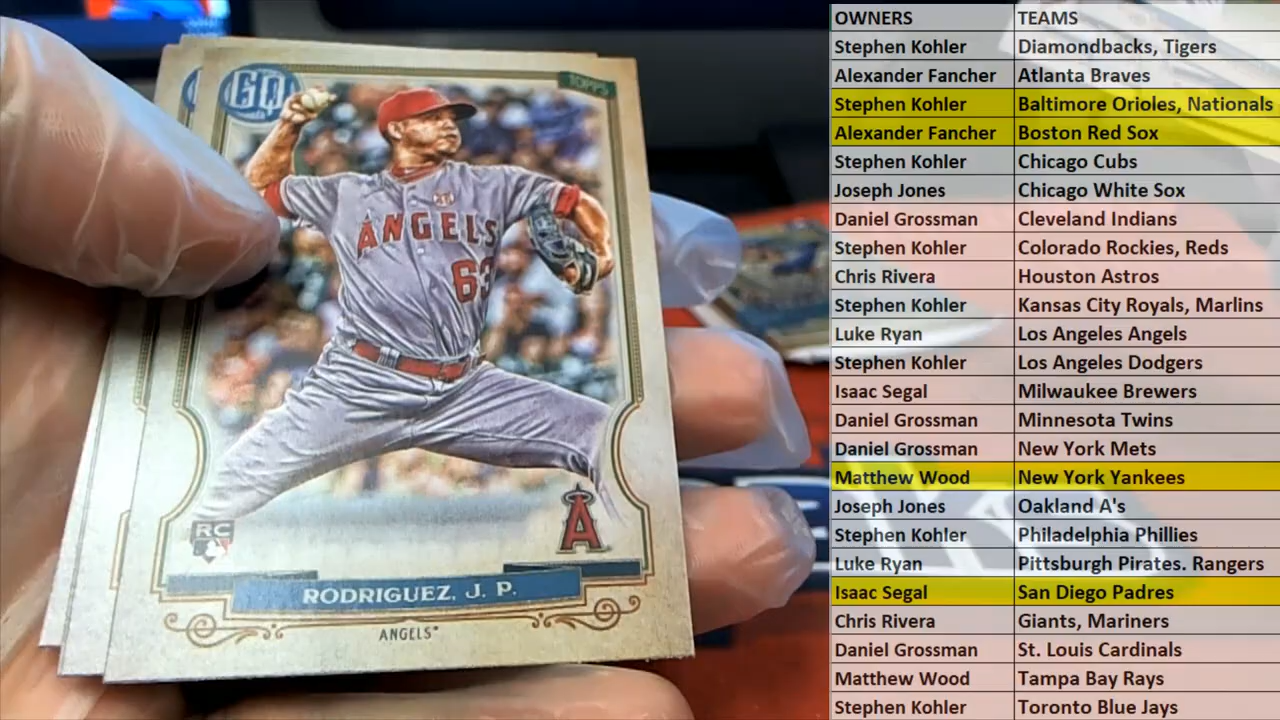 GQ
TOPPS
ANGELS
63
A
RC
RODRIGUEZ, J. P.
ANGELS
OWNERS TEAMS
Stephen Kohler Diamondbacks, Tigers
Alexander Fancher Atlanta Braves
Stephen Kohler Baltimore Orioles, Nationals
Alexander Fancher Boston Red Sox
Stephen Kohler Chicago Cubs
Joseph Jones Chicago White Sox
Daniel Grossman Cleveland Indians
Stephen Kohler Colorado Rockies, Reds
Chris Rivera Houston Astros
Stephen Kohler Kansas City Royals, Marlins
Luke Ryan Los Angeles Angels
Stephen Kohler Los Angeles Dodgers
Isaac Segal Milwaukee Brewers
Daniel Grossman Minnesota Twins
Daniel Grossman New York Mets
Matthew Wood New York Yankees
Joseph Jones Oakland A's
Stephen Kohler Philadelphia Phillies
Luke Ryan Pittsburgh Pirates. Rangers
Isaac Segal San Diego Padres
Chris Rivera Giants, Mariners
Daniel Grossman St. Louis Cardinals
Matthew Wood Tampa Bay Rays
Stephen Kohler Toronto Blue Jays